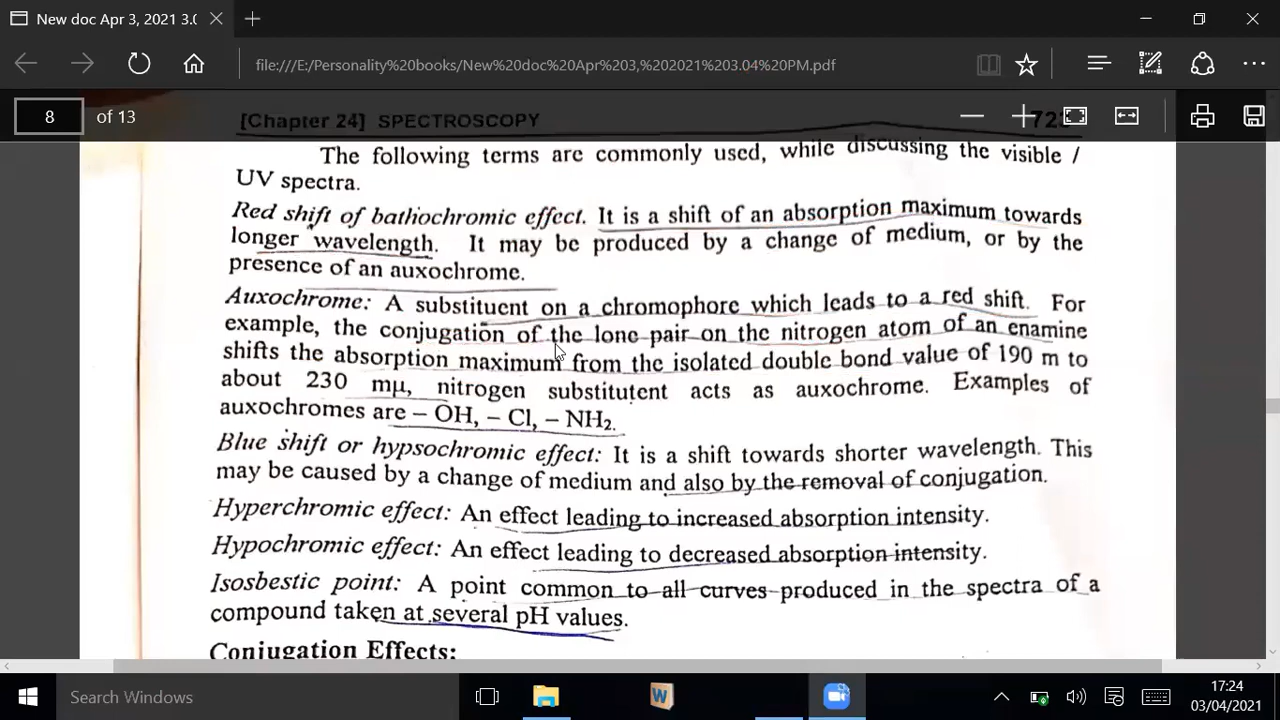 New doc Apr 3, 2021 3.0
file:///E:/Personality%20books/New%20doc%20Apr%203,%202021%203.04%20PM.pdf
8 of 13
[Chapter 24] SPECTROSCOPY
The following terms are commonly used, while discussing the visible /
UV spectra.
Red shift of bathochromic effect. It is a shift of an absorption maximum towards
longer wavelength. It may be produced by a change of medium, or by the
presence of an auxochrome.
Auxochrome: A substituent on a chromophore which leads to a red shift. For
example, the conjugation of the lone pair on the nitrogen atom of an enamine
shifts the absorption maximum from the isolated double bond value of 190 m to
about 230 mμ, nitrogen substitutent acts as auxochrome. Examples of
auxochromes are – OH, – Cl, – NH₂.
Blue shift or hypsochromic effect: It is a shift towards shorter wavelength. This
may be caused by a change of medium and also by the removal of conjugation.
Hyperchromic effect: An effect leading to increased absorption intensity.
Hypochromic effect: An effect leading to decreased absorption intensity.
Isosbestic point: A point common to all curves produced in the spectra of a
compound taken at several pH values.
Conjugation Effects:
Search Windows
17:24
03/04/2021